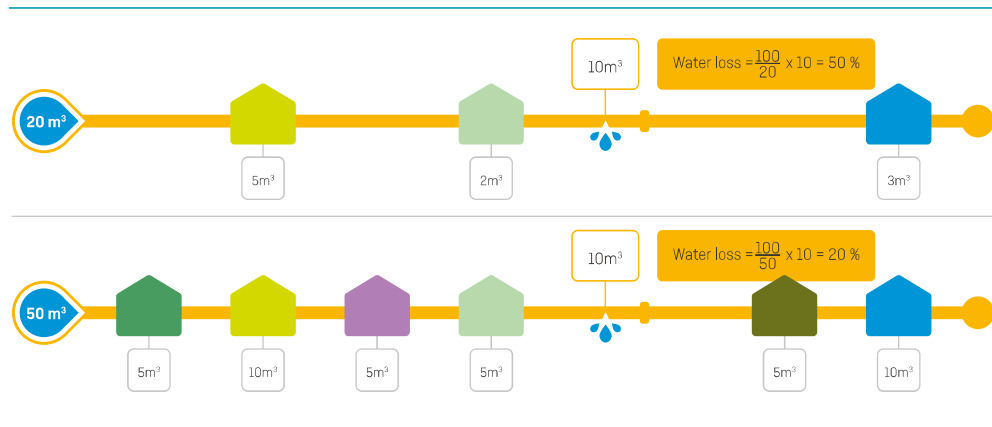 10m³
Water loss = 100/20 x 10 = 50 %
20 m³
5m³
2m³
3m³
10m³
Water loss = 100/50 x 10 = 20 %
50 m³
5m³
10m³
5m³
5m³
5m³
10m³